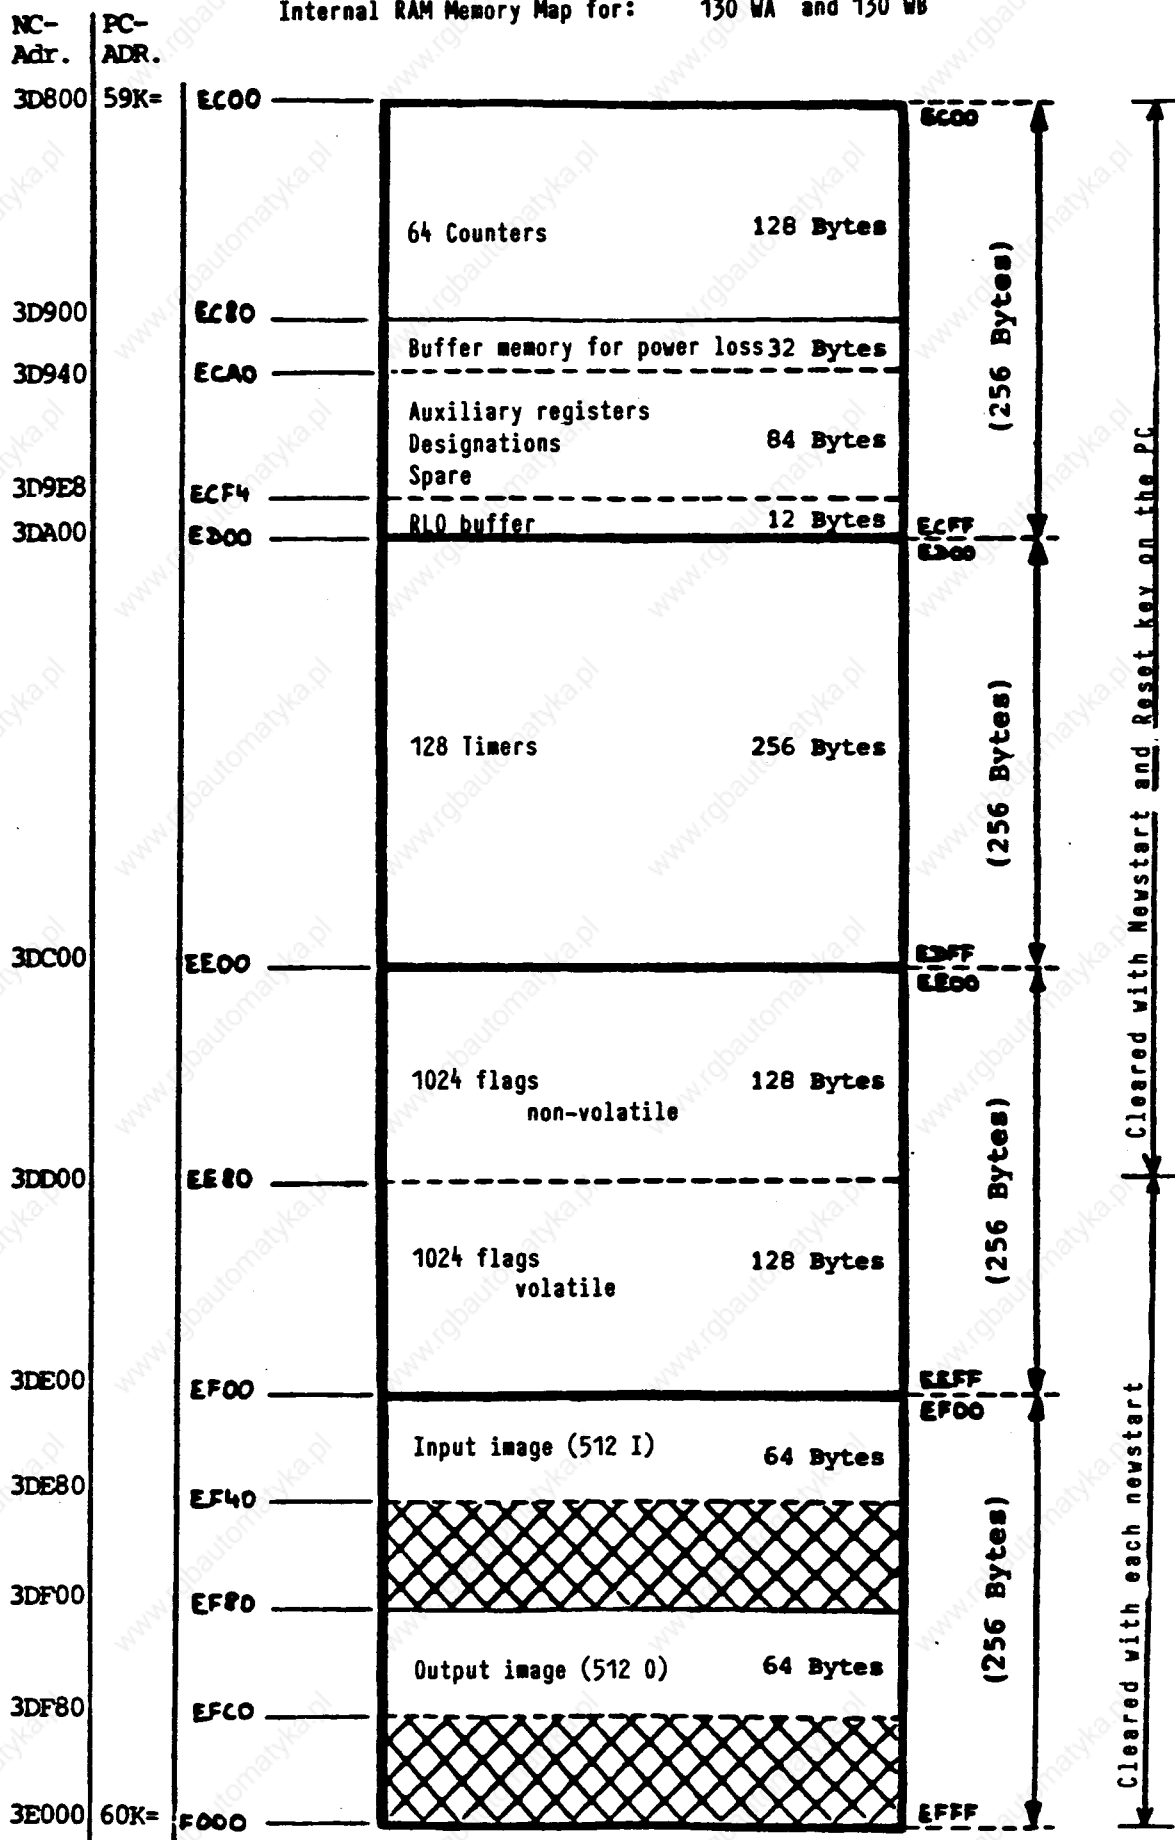 Internal RAM Memory Map for: 130 WA and 130 WB
NC- PC-
Adr. ADR.
3D800 59K= EC00 EC00
64 Counters 128 Bytes
(256 Bytes)
3D900 EC80
Buffer memory for power loss 32 Bytes
3D940 ECA0
Auxiliary registers
Designations 84 Bytes
Spare
3D9E8 ECF4
RLO buffer 12 Bytes ECFF
3DA00 ED00 ED00
128 Timers 256 Bytes
(256 Bytes)
Cleared with Newstart and Reset key on the PC
EDFF
3DC00 EE00 EE00
1024 flags 128 Bytes
non-volatile
(256 Bytes)
3DD00 EE80
1024 flags 128 Bytes
volatile
EEFF
3DE00 EF00 EF00
Input image (512 I) 64 Bytes
3DE80 EF40
(256 Bytes)
3DF00 EF80
Output image (512 O) 64 Bytes
3DF80 EFC0
Cleared with each newstart
EFFF
3E000 60K= F000
www.rgbautomatyka.pl